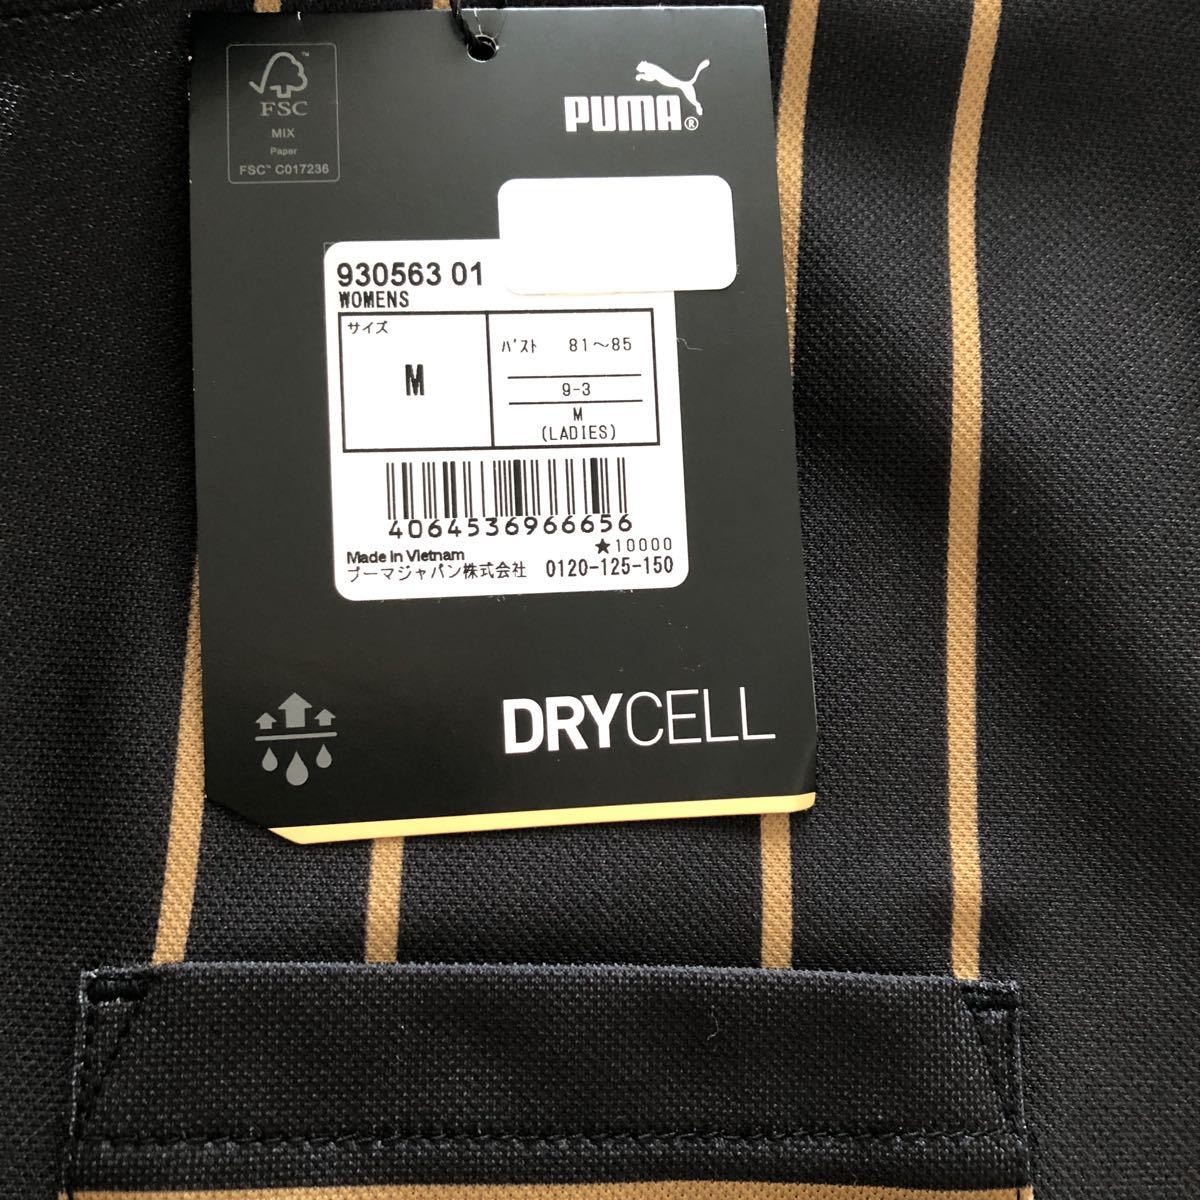 FSC
MIX
Paper
FSC™ C017236
PUMA®
930563 01
WOMENS
サイズ
M
バスト 81〜85
9-3
M
(LADIES)
4064536966656
★10000
Made in Vietnam
プーマジャパン株式会社 0120-125-150
DRYCELL